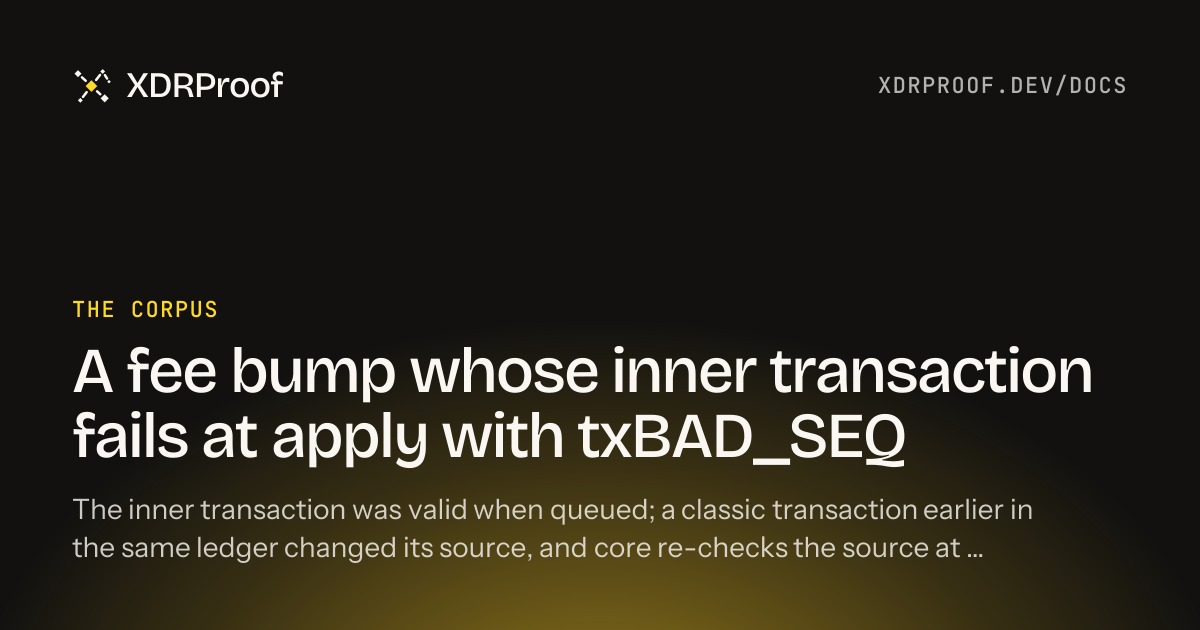 XDRProof
XDRPROOF.DEV/DOCS
THE CORPUS
A fee bump whose inner transaction
fails at apply with txBAD_SEQ
The inner transaction was valid when queued; a classic transaction earlier in
the same ledger changed its source, and core re-checks the source at ...